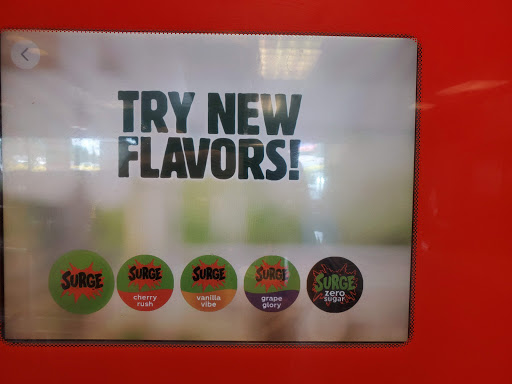 TRY NEW
FLAVORS!
SURGE
SURGE
cherry
rush
SURGE
vanilla
vibe
SURGE
grape
glory
SURGE
zero
sugar